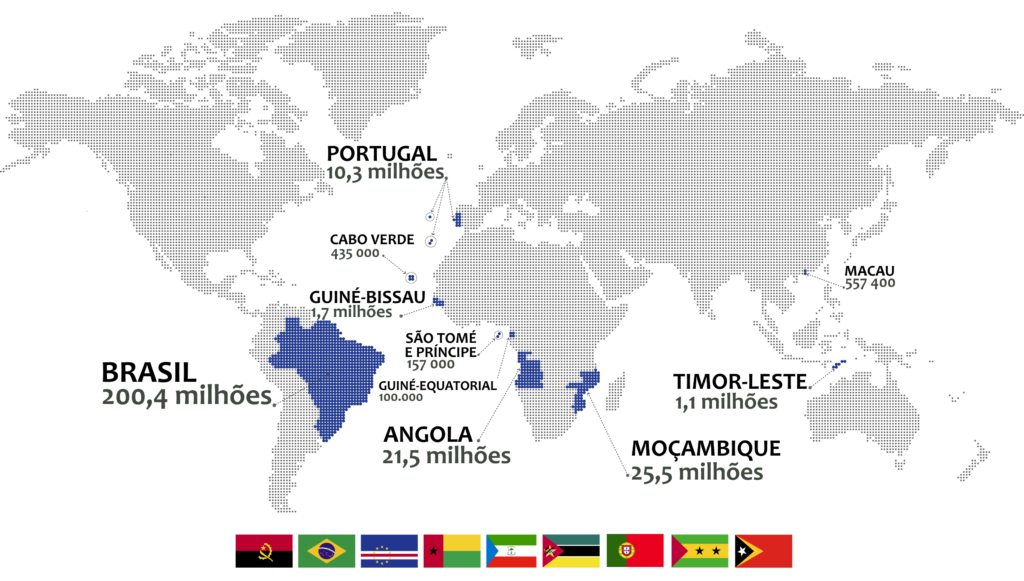 PORTUGAL
10,3 milhões
CABO VERDE
435 000
MACAU
557 400
GUINÉ-BISSAU
1,7 milhões
SÃO TOMÉ
E PRÍNCIPE
157 000
BRASIL
200,4 milhões
GUINÉ-EQUATORIAL
100.000
TIMOR-LESTE
1,1 milhões
ANGOLA
21,5 milhões
MOÇAMBIQUE
25,5 milhões